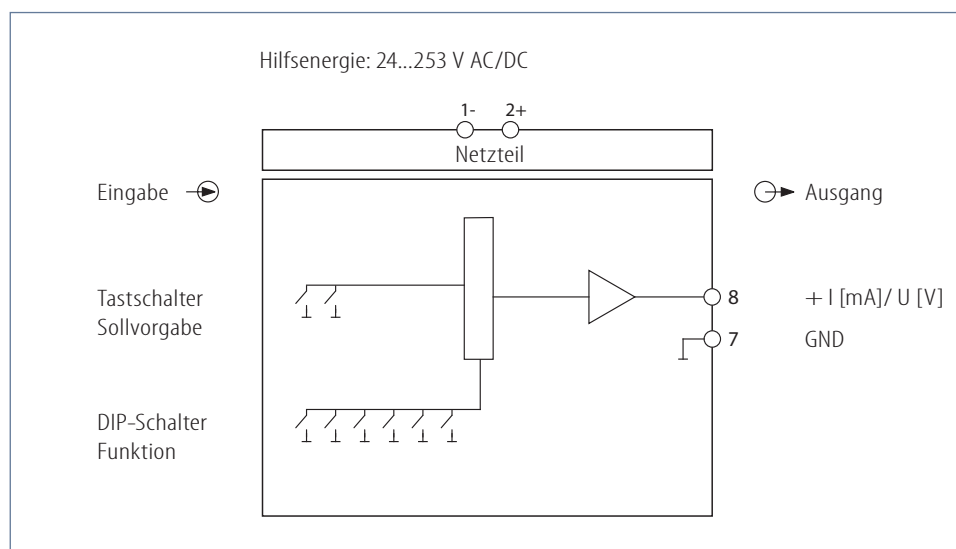 Hilfsenergie: 24...253 V AC/DC
1- 2+
Netzteil
Eingabe
Ausgang
Tastschalter
Sollvorgabe
8 + I [mA]/ U [V]
7 GND
DIP-Schalter
Funktion